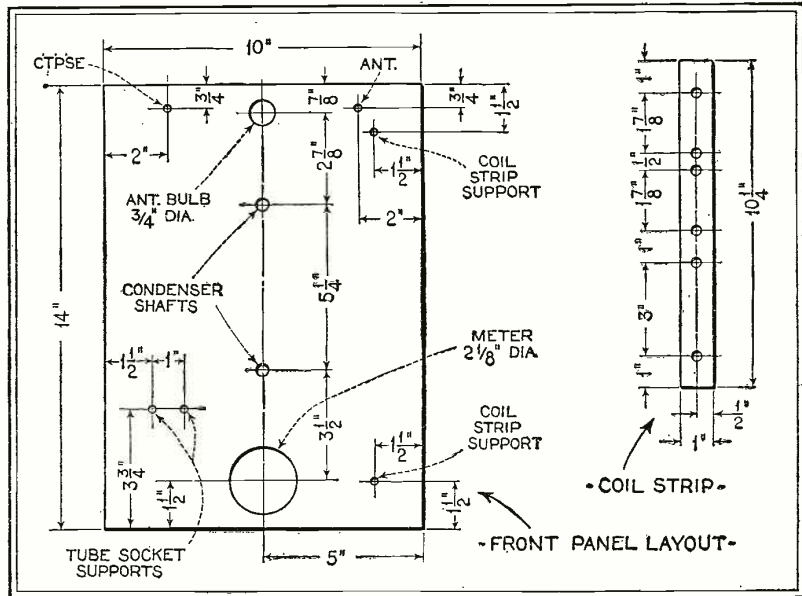 10"
CTPSE
3/4"
7/8"
ANT.
3/4"
1 1/2"
2"
2 7/8"
COIL
STRIP
SUPPORT
1 1/2"
2"
ANT. BULB
3/4" DIA.
CONDENSER
SHAFTS
5 1/4"
14"
METER
2 1/8" DIA.
1 1/2"
1"
3 1/2"
COIL
STRIP
SUPPORT
1 1/2"
3 3/4"
1 1/2"
1 1/2"
TUBE SOCKET
SUPPORTS
5"
-FRONT PANEL LAYOUT-
1"
1 7/8"
1/2"
1 7/8"
1"
3"
1"
10 1/4"
1/2"
1"
-COIL STRIP-